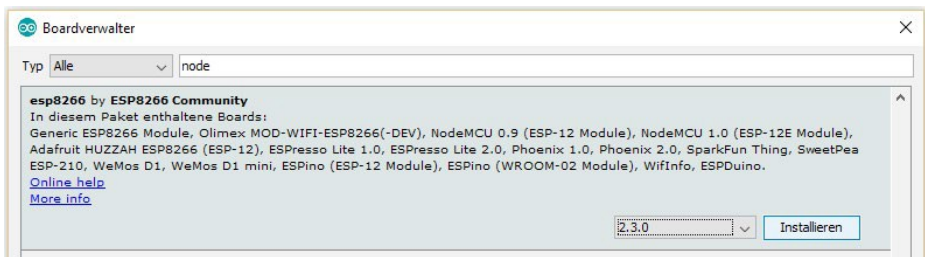 Boardverwalter
Typ Alle node
esp8266 by ESP8266 Community
In diesem Paket enthaltene Boards:
Generic ESP8266 Module, Olimex MOD-WIFI-ESP8266(-DEV), NodeMCU 0.9 (ESP-12 Module), NodeMCU 1.0 (ESP-12E Module),
Adafruit HUZZAH ESP8266 (ESP-12), ESPresso Lite 1.0, ESPresso Lite 2.0, Phoenix 1.0, Phoenix 2.0, SparkFun Thing, SweetPea
ESP-210, WeMos D1, WeMos D1 mini, ESPino (ESP-12 Module), ESPino (WROOM-02 Module), WifInfo, ESPDuino.
Online help
More info
2.3.0 Installieren